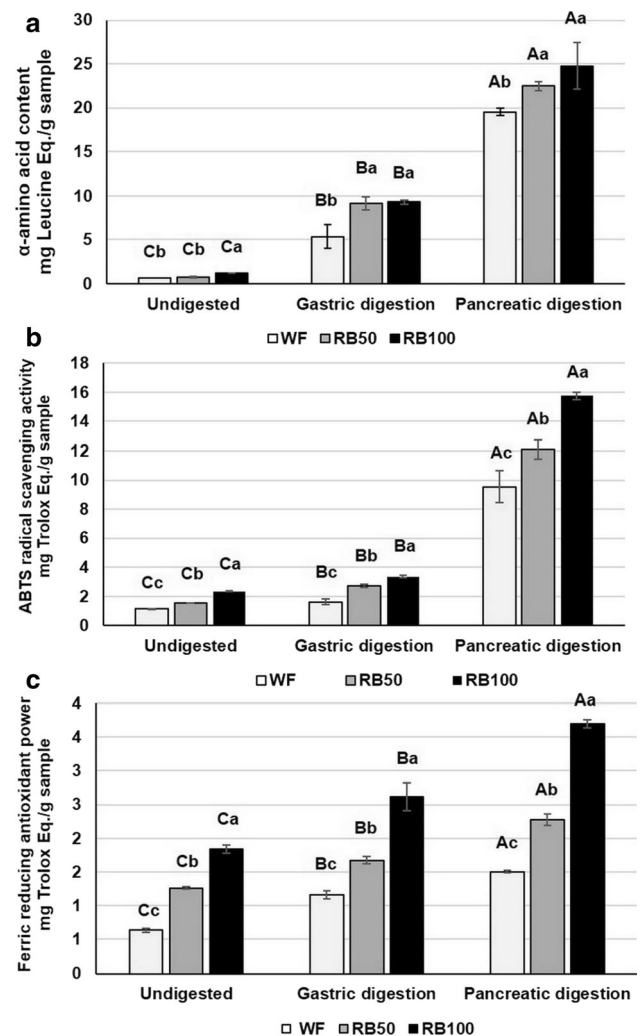 a
α-amino acid content
mg Leucine Eq./g sample
30
25
20
15
10
5
0
Cb Cb Ca
Bb Ba Ba
Ab Aa Aa
Undigested Gastric digestion Pancreatic digestion
WF RB50 RB100
b
ABTS radical scavenging activity
mg Trolox Eq./g sample
18
16
14
12
10
8
6
4
2
0
Cc Cb Ca
Bc Bb Ba
Ac Ab Aa
Undigested Gastric digestion Pancreatic digestion
WF RB50 RB100
c
Ferric reducing antioxidant power
mg Trolox Eq./g sample
4
4
3
3
2
2
1
1
0
Cc Cb Ca
Bc Bb Ba
Ac Ab Aa
Undigested Gastric digestion Pancreatic digestion
WF RB50 RB100